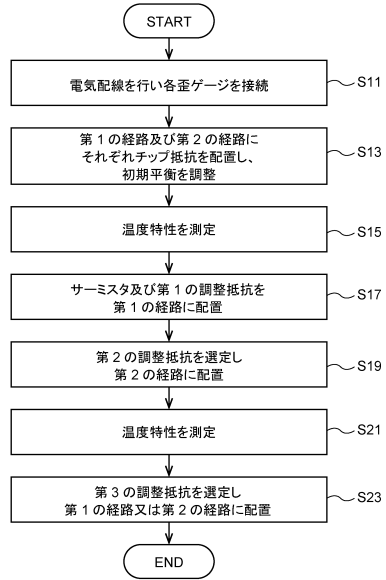 START
電気配線を行い各歪ゲージを接続
S11
第1の経路及び第2の経路に
それぞれチップ抵抗を配置し、
初期平衡を調整
S13
温度特性を測定
S15
サーミスタ及び第1の調整抵抗を
第1の経路に配置
S17
第2の調整抵抗を選定し
第2の経路に配置
S19
温度特性を測定
S21
第3の調整抵抗を選定し
第1の経路又は第2の経路に配置
S23
END